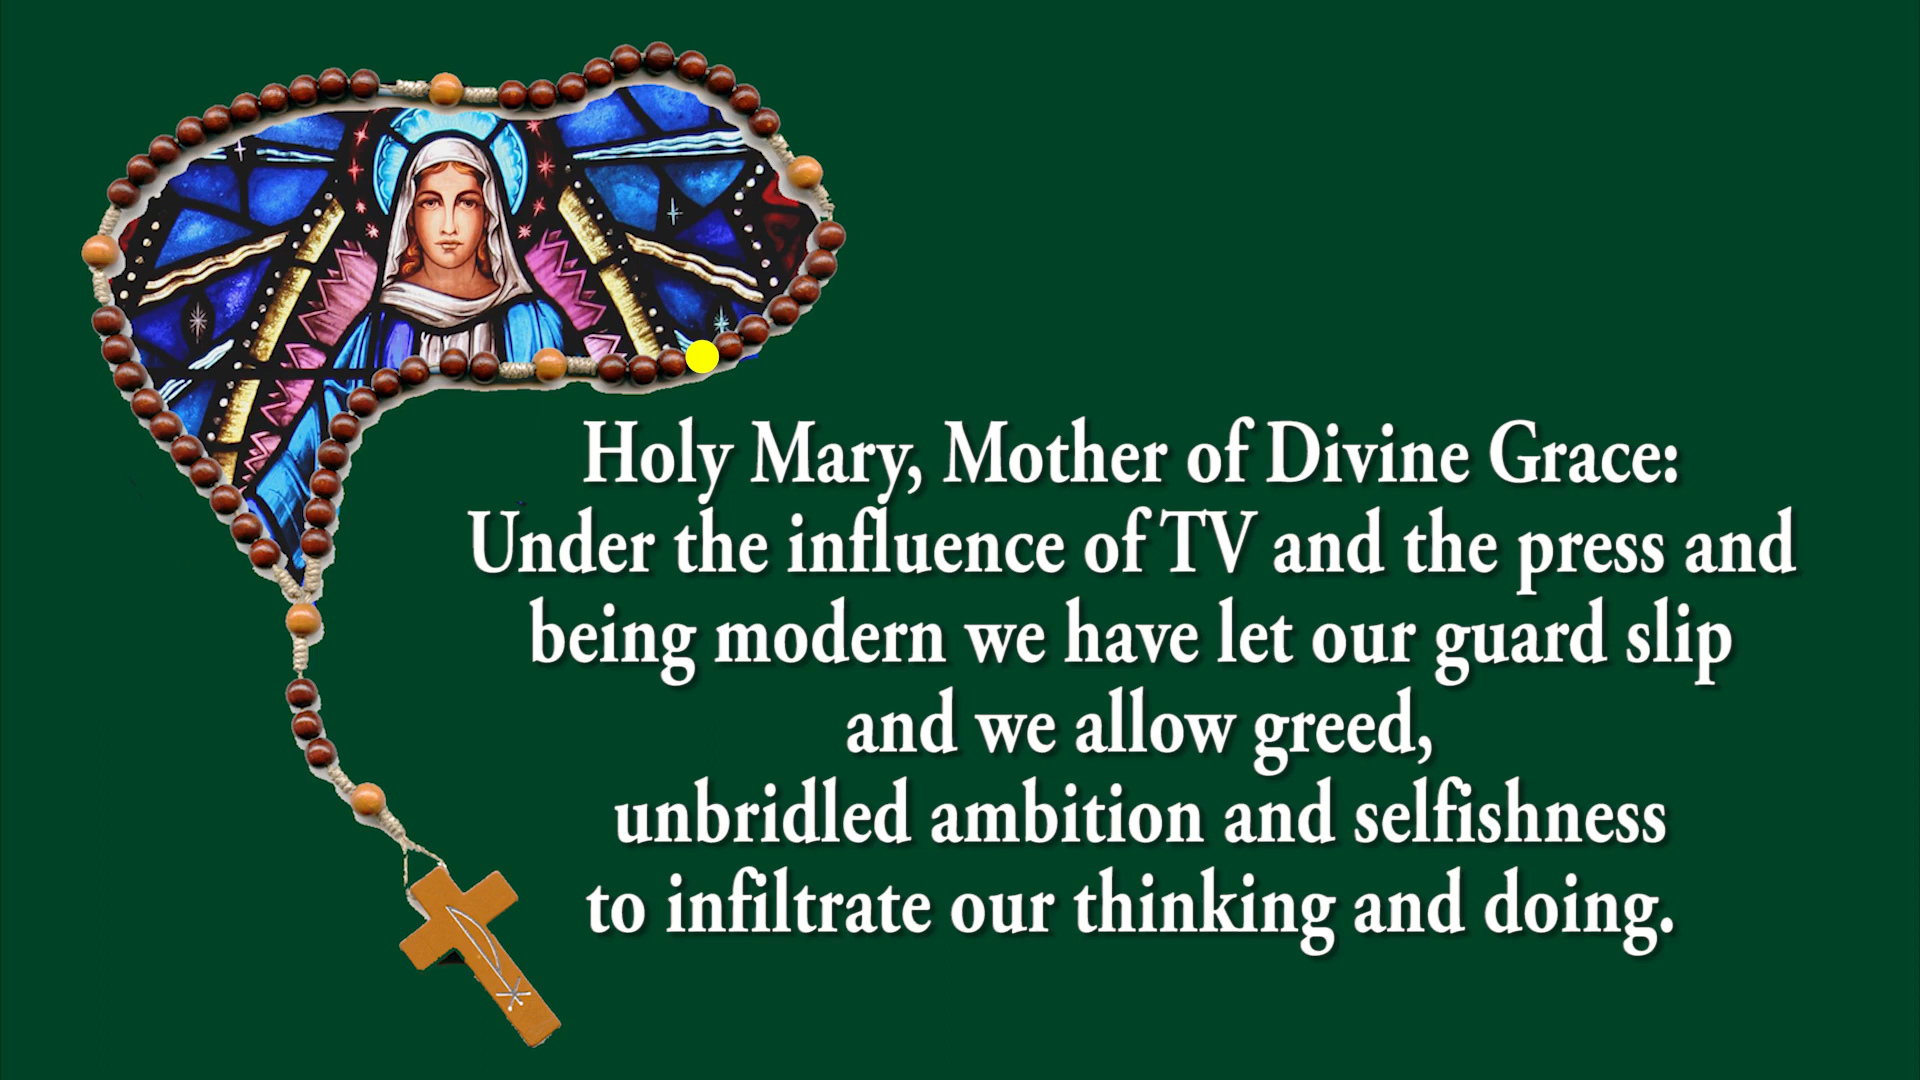 Holy Mary, Mother of Divine Grace:
Under the influence of TV and the press and
being modern we have let our guard slip
and we allow greed,
unbridled ambition and selfishness
to infiltrate our thinking and doing.